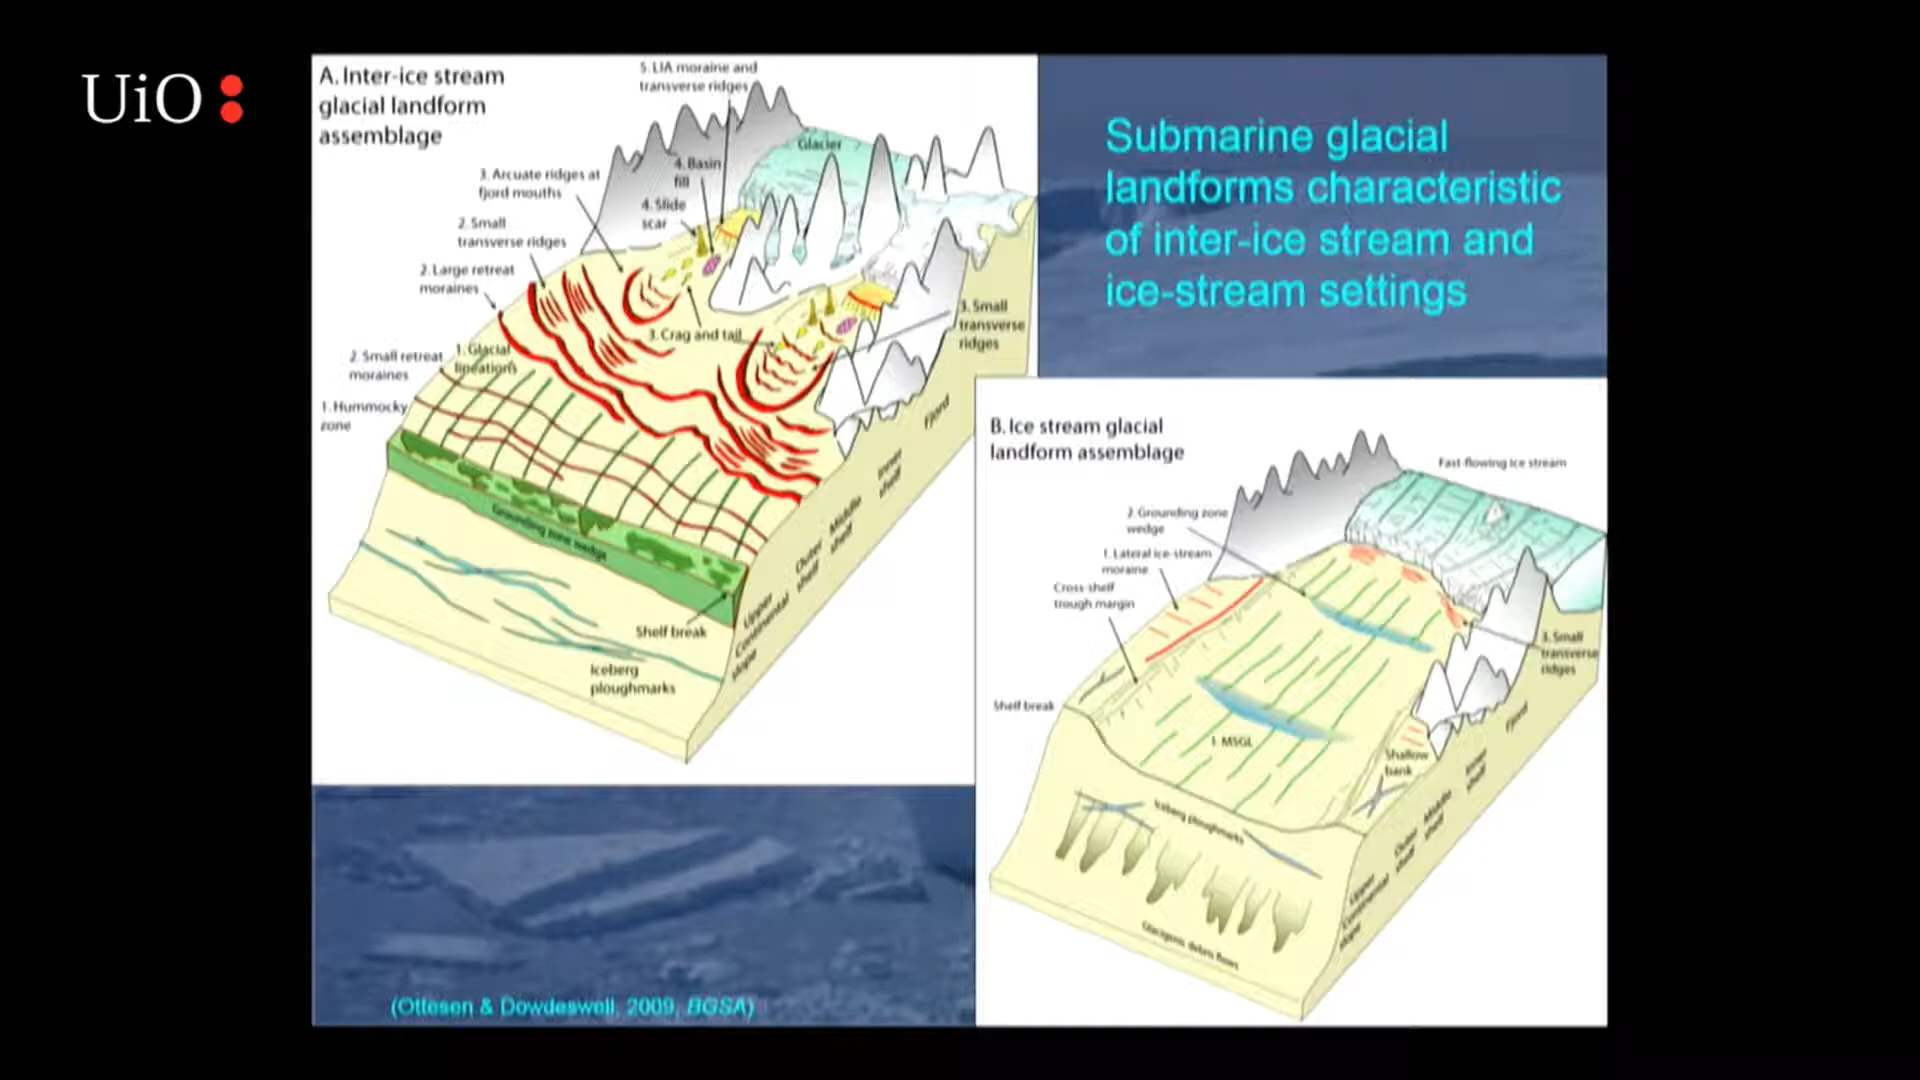 UiO
A. Inter-ice stream
glacial landform
assemblage
5. LIA moraine and
transverse ridges
Glacier
4. Basin
fill
3. Arcuate ridges at
fjord mouths
4. Slide
scar
2. Small
transverse ridges
2. Large retreat
moraines
3. Crag and tail
3. Small
transverse
ridges
2. Small retreat
moraines
1. Glacial
lineations
1. Hummocky
zone
Fjord
Inner
shelf
Middle
shelf
Outer
shelf
Upper
Continental
slope
Grounding zone wedge
Shelf break
Iceberg
ploughmarks
Submarine glacial
landforms characteristic
of inter-ice stream and
ice-stream settings
B. Ice stream glacial
landform assemblage
Fast-flowing ice stream
2. Grounding zone
wedge
1. Lateral ice-stream
moraine
Cross-shelf
trough margin
3. Small
transverse
ridges
Shelf break
1. MSGL
Shallow
bank
Fjord
Inner
shelf
Middle
shelf
Outer
shelf
Upper
Continental
slope
Iceberg ploughmarks
Glacigenic debris flows
(Ottesen & Dowdeswell, 2009, BGSA)